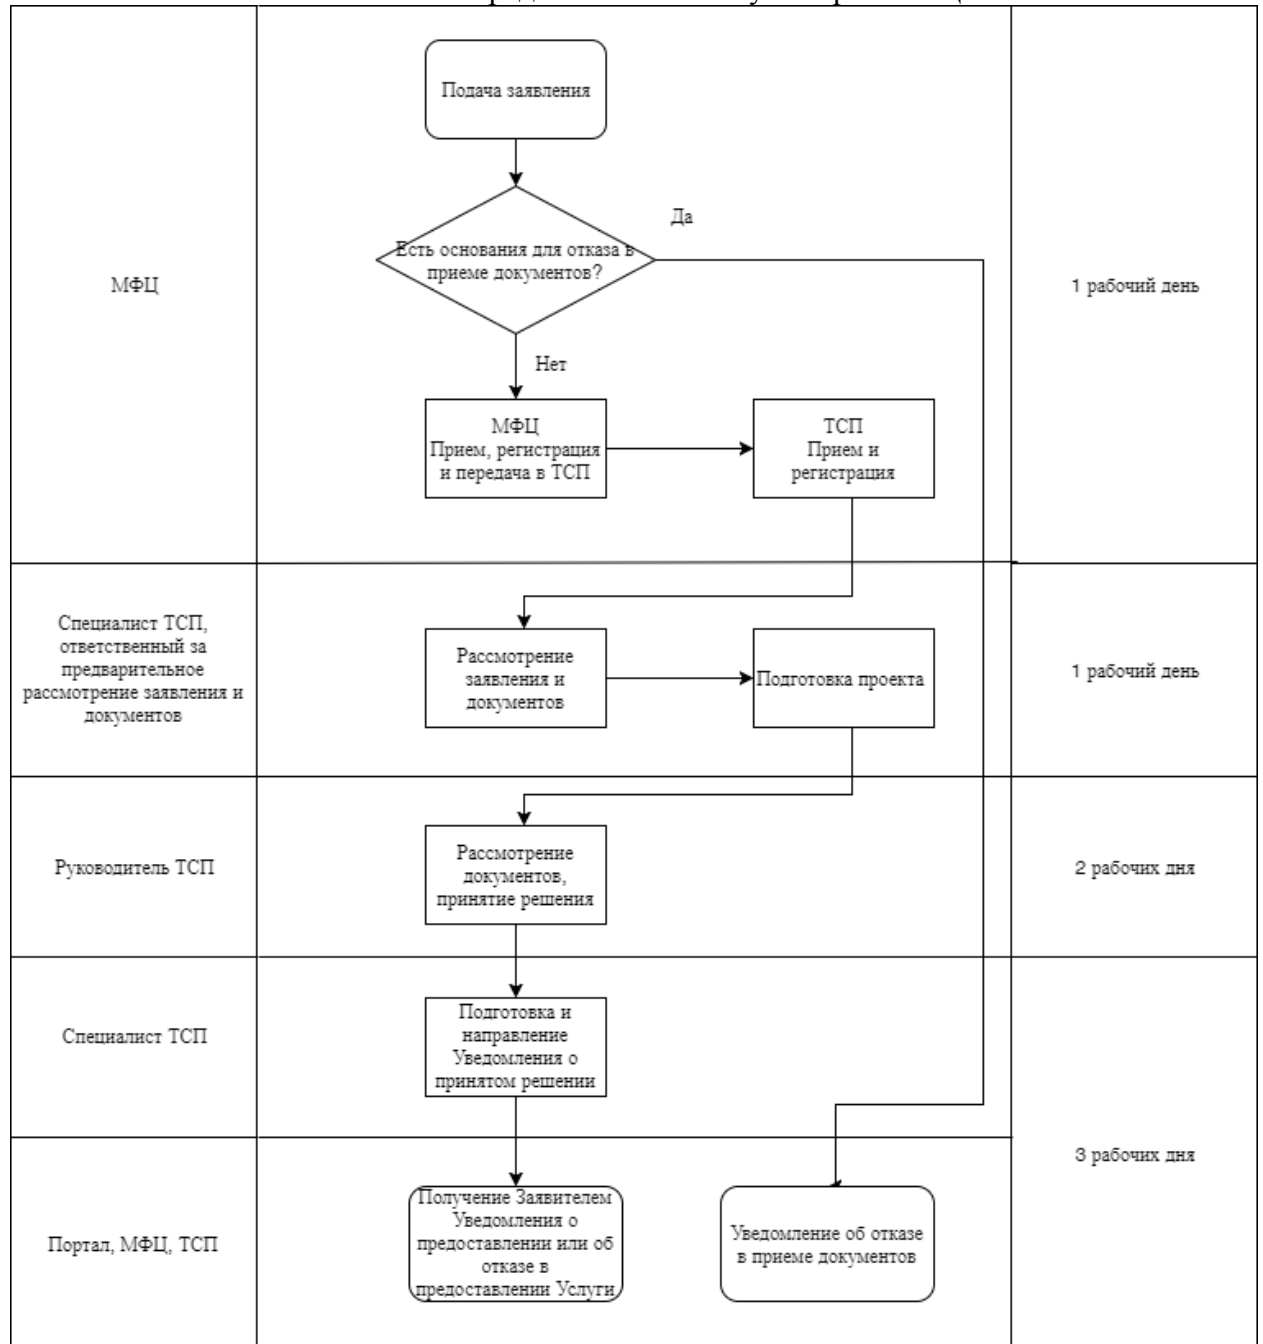 Подача заявления
Да
Есть основания для отказа в
приеме документов?
МФЦ
1 рабочий день
Нет
МФЦ
Прием, регистрация
и передача в ТСП
ТСП
Прием и
регистрация
Специалист ТСП,
ответственный за
предварительное
рассмотрение заявления и
документов
Рассмотрение
заявления и
документов
Подготовка проекта
1 рабочий день
Руководитель ТСП
Рассмотрение
документов,
принятие решения
2 рабочих дня
Специалист ТСП
Подготовка и
направление
Уведомления о
принятом решении
3 рабочих дня
Портал, МФЦ, ТСП
Получение Заявителем
Уведомления о
предоставлении или об
отказе в
предоставлении Услуги
Уведомление об отказе
в приеме документов